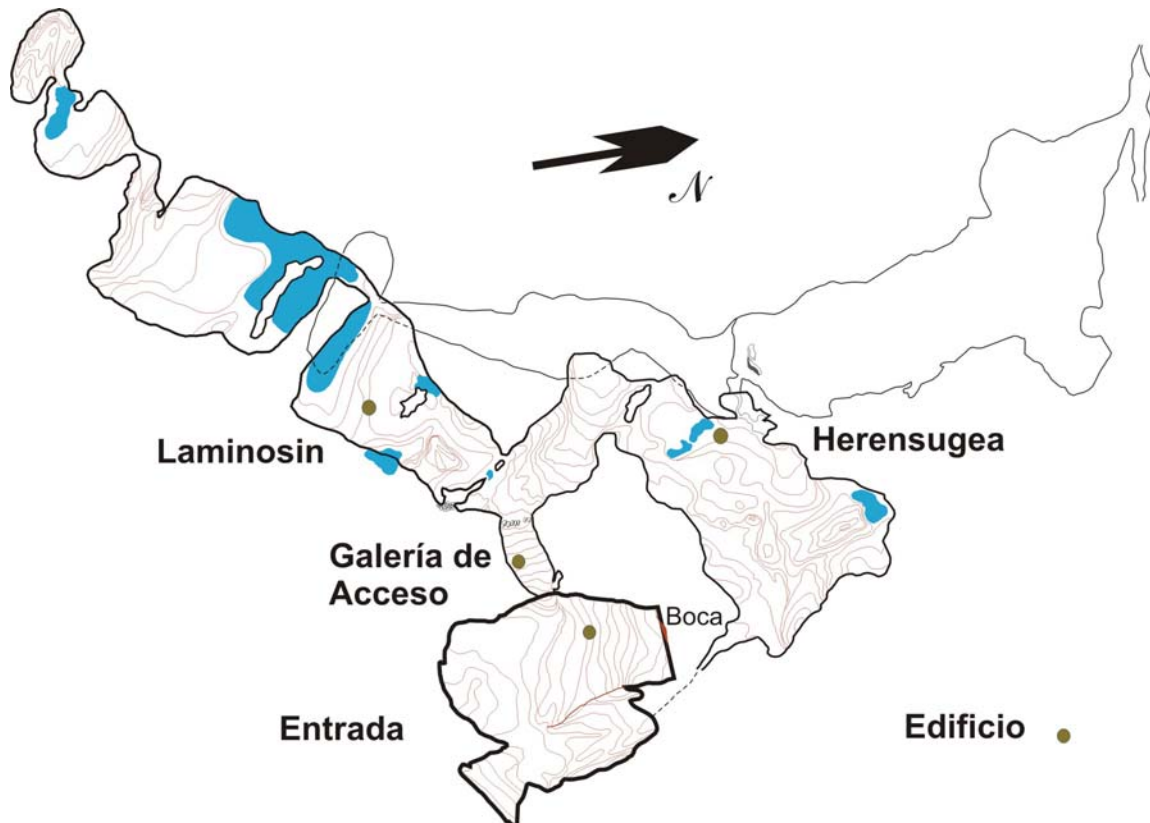 N
Laminosin
Herensugea
Galería de
Acceso
Boca
Entrada
Edificio